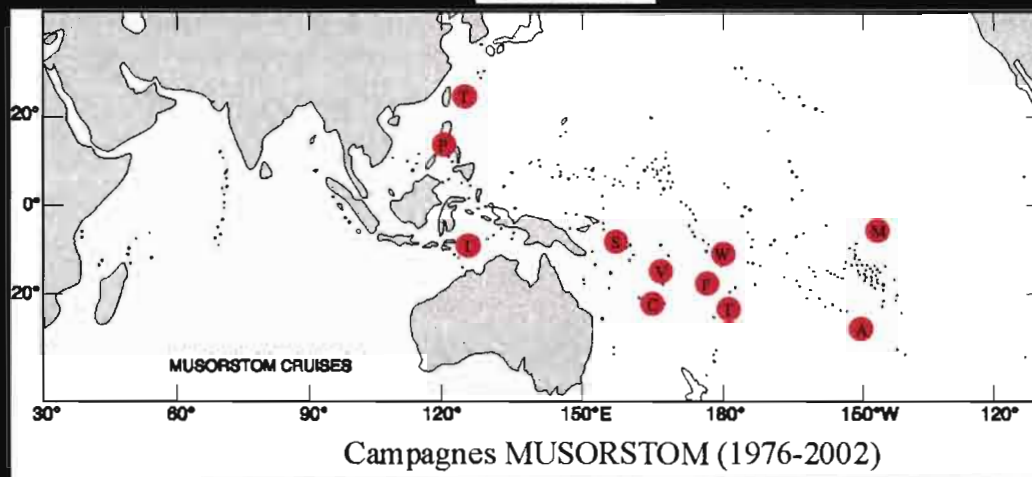 T
P
20°
0°
I
S
M
W
V
F
20°
C
T
A
MUSORSTOM CRUISES
30° 60° 90° 120° 150°E 180° 150°W 120°
Campagnes MUSORSTOM (1976-2002)